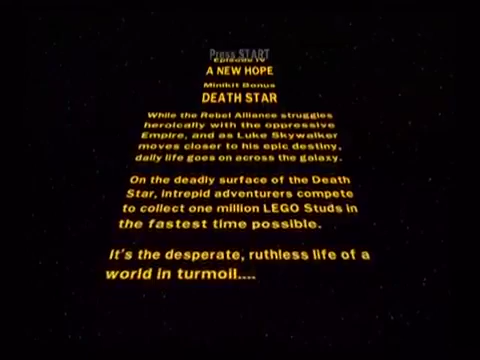 Press START
Episode IV
A NEW HOPE
Minikit Bonus
DEATH STAR
While the Rebel Alliance struggles
heroically with the oppressive
Empire, and as Luke Skywalker
moves closer to his epic destiny,
daily life goes on across the galaxy.
On the deadly surface of the Death
Star, intrepid adventurers compete
to collect one million LEGO Studs in
the fastest time possible.
It's the desperate, ruthless life of a
world in turmoil....